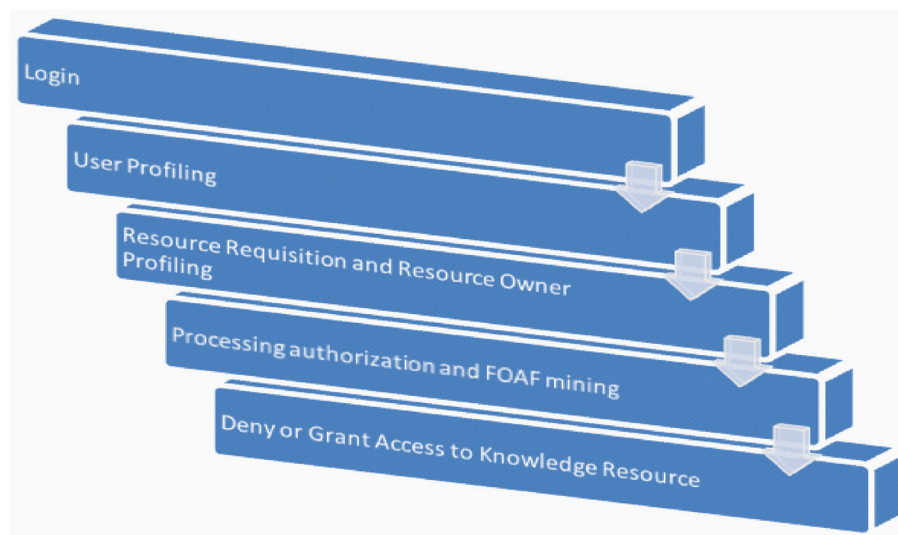 Login
User Profiling
Resource Requisition and Resource Owner
Profiling
Processing authorization and FOAF mining
Deny or Grant Access to Knowledge Resource